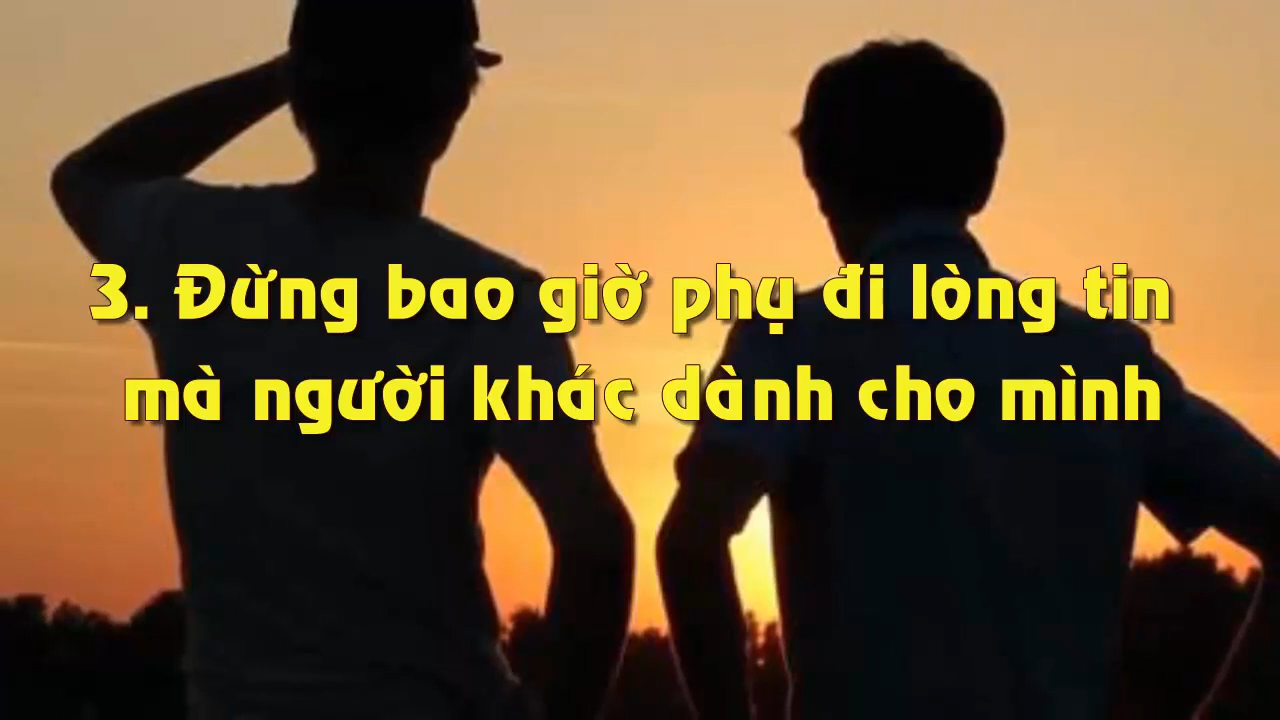 3. Đừng bao giờ phụ đi lòng tin
mà người khác dành cho mình